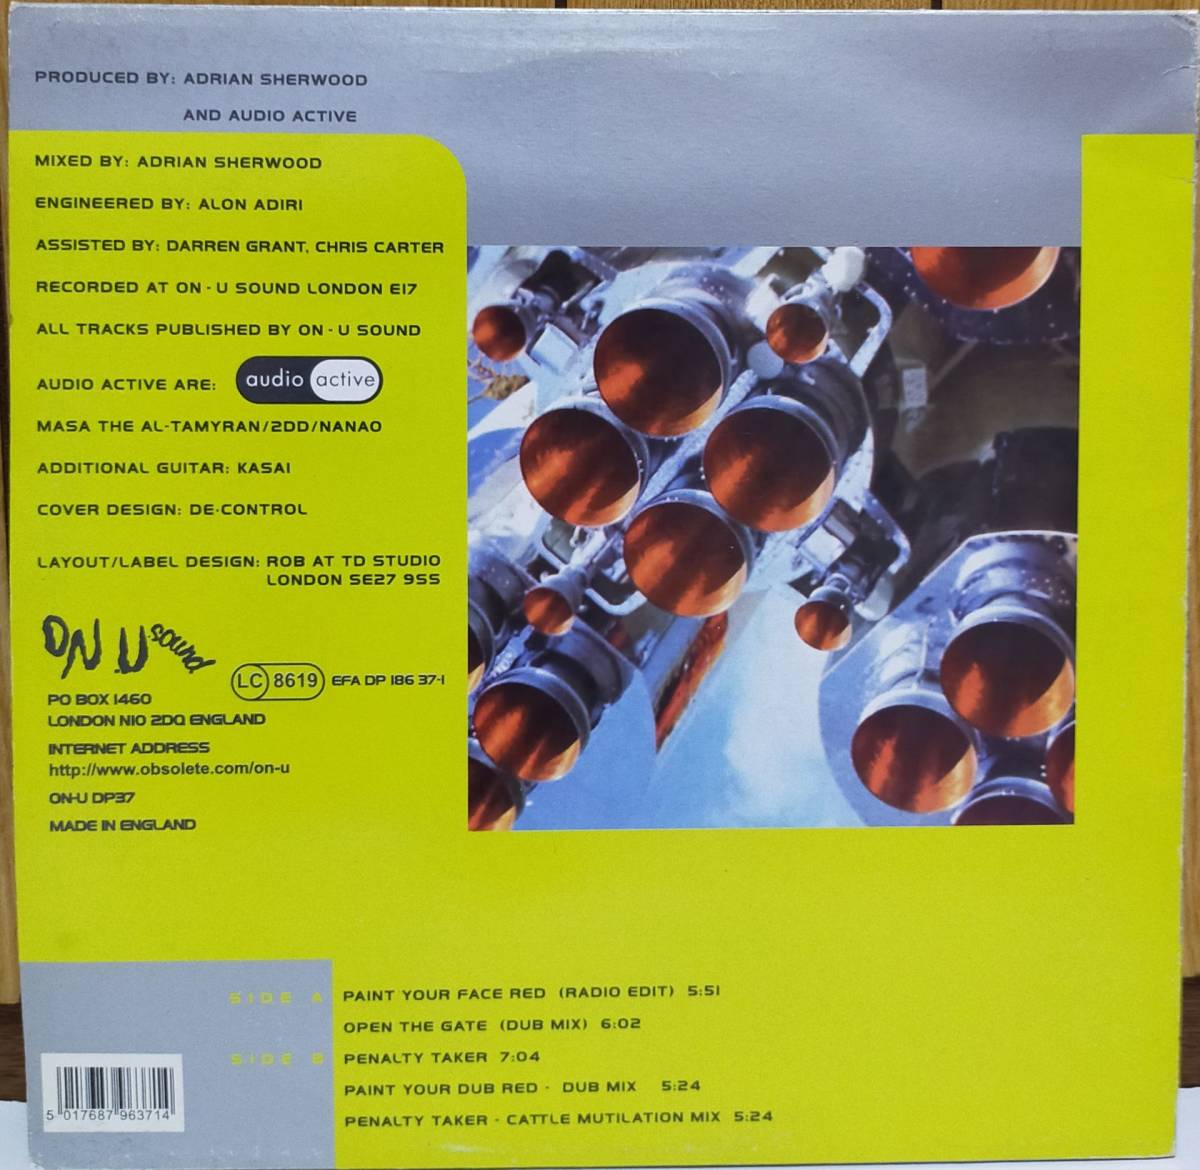 PRODUCED BY: ADRIAN SHERWOOD
AND AUDIO ACTIVE
MIXED BY: ADRIAN SHERWOOD
ENGINEERED BY: ALON ADIRI
ASSISTED BY: DARREN GRANT, CHRIS CARTER
RECORDED AT ON - U SOUND LONDON E17
ALL TRACKS PUBLISHED BY ON - U SOUND
AUDIO ACTIVE ARE: audio active
MASA THE AL-TAMYRAN/2DD/NANAO
ADDITIONAL GUITAR: KASAI
COVER DESIGN: DE-CONTROL
LAYOUT/LABEL DESIGN: ROB AT TD STUDIO
LONDON SE27 9SS
ON.U sound
LC 8619 EFA DP 186 37-1
PO BOX 1460
LONDON N10 2DQ ENGLAND
INTERNET ADDRESS
http://www.obsolete.com/on-u
ON-U DP37
MADE IN ENGLAND
SIDE A PAINT YOUR FACE RED (RADIO EDIT) 5:51
OPEN THE GATE (DUB MIX) 6:02
SIDE B PENALTY TAKER 7:04
PAINT YOUR DUB RED - DUB MIX 5:24
PENALTY TAKER - CATTLE MUTILATION MIX 5:24
5 017687 963714